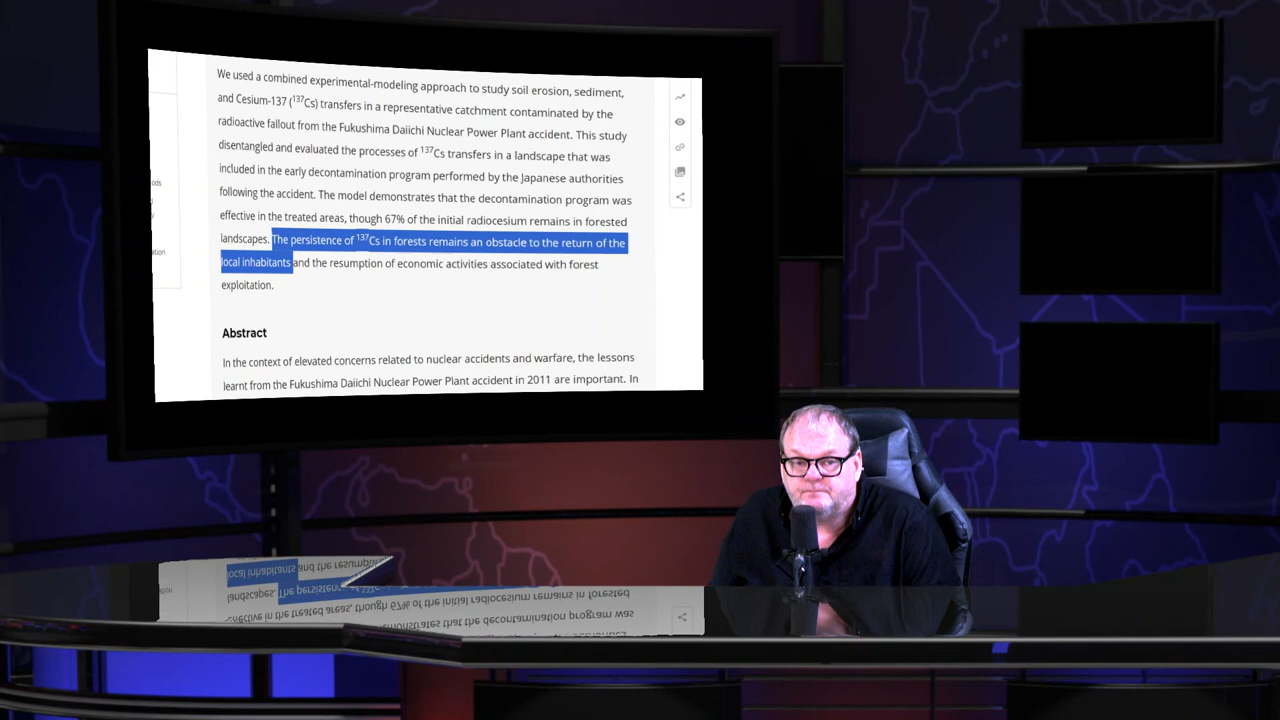 We used a combined experimental-modeling approach to study soil erosion, sediment,
and Cesium-137 (¹³⁷Cs) transfers in a representative catchment contaminated by the
radioactive fallout from the Fukushima Daiichi Nuclear Power Plant accident. This study
disentangled and evaluated the processes of ¹³⁷Cs transfers in a landscape that was
included in the early decontamination program performed by the Japanese authorities
following the accident. The model demonstrates that the decontamination program was
effective in the treated areas, though 67% of the initial radiocesium remains in forested
landscapes. The persistence of ¹³⁷Cs in forests remains an obstacle to the return of the
local inhabitants and the resumption of economic activities associated with forest
exploitation.
Abstract
In the context of elevated concerns related to nuclear accidents and warfare, the lessons
learnt from the Fukushima Daiichi Nuclear Power Plant accident in 2011 are important. In